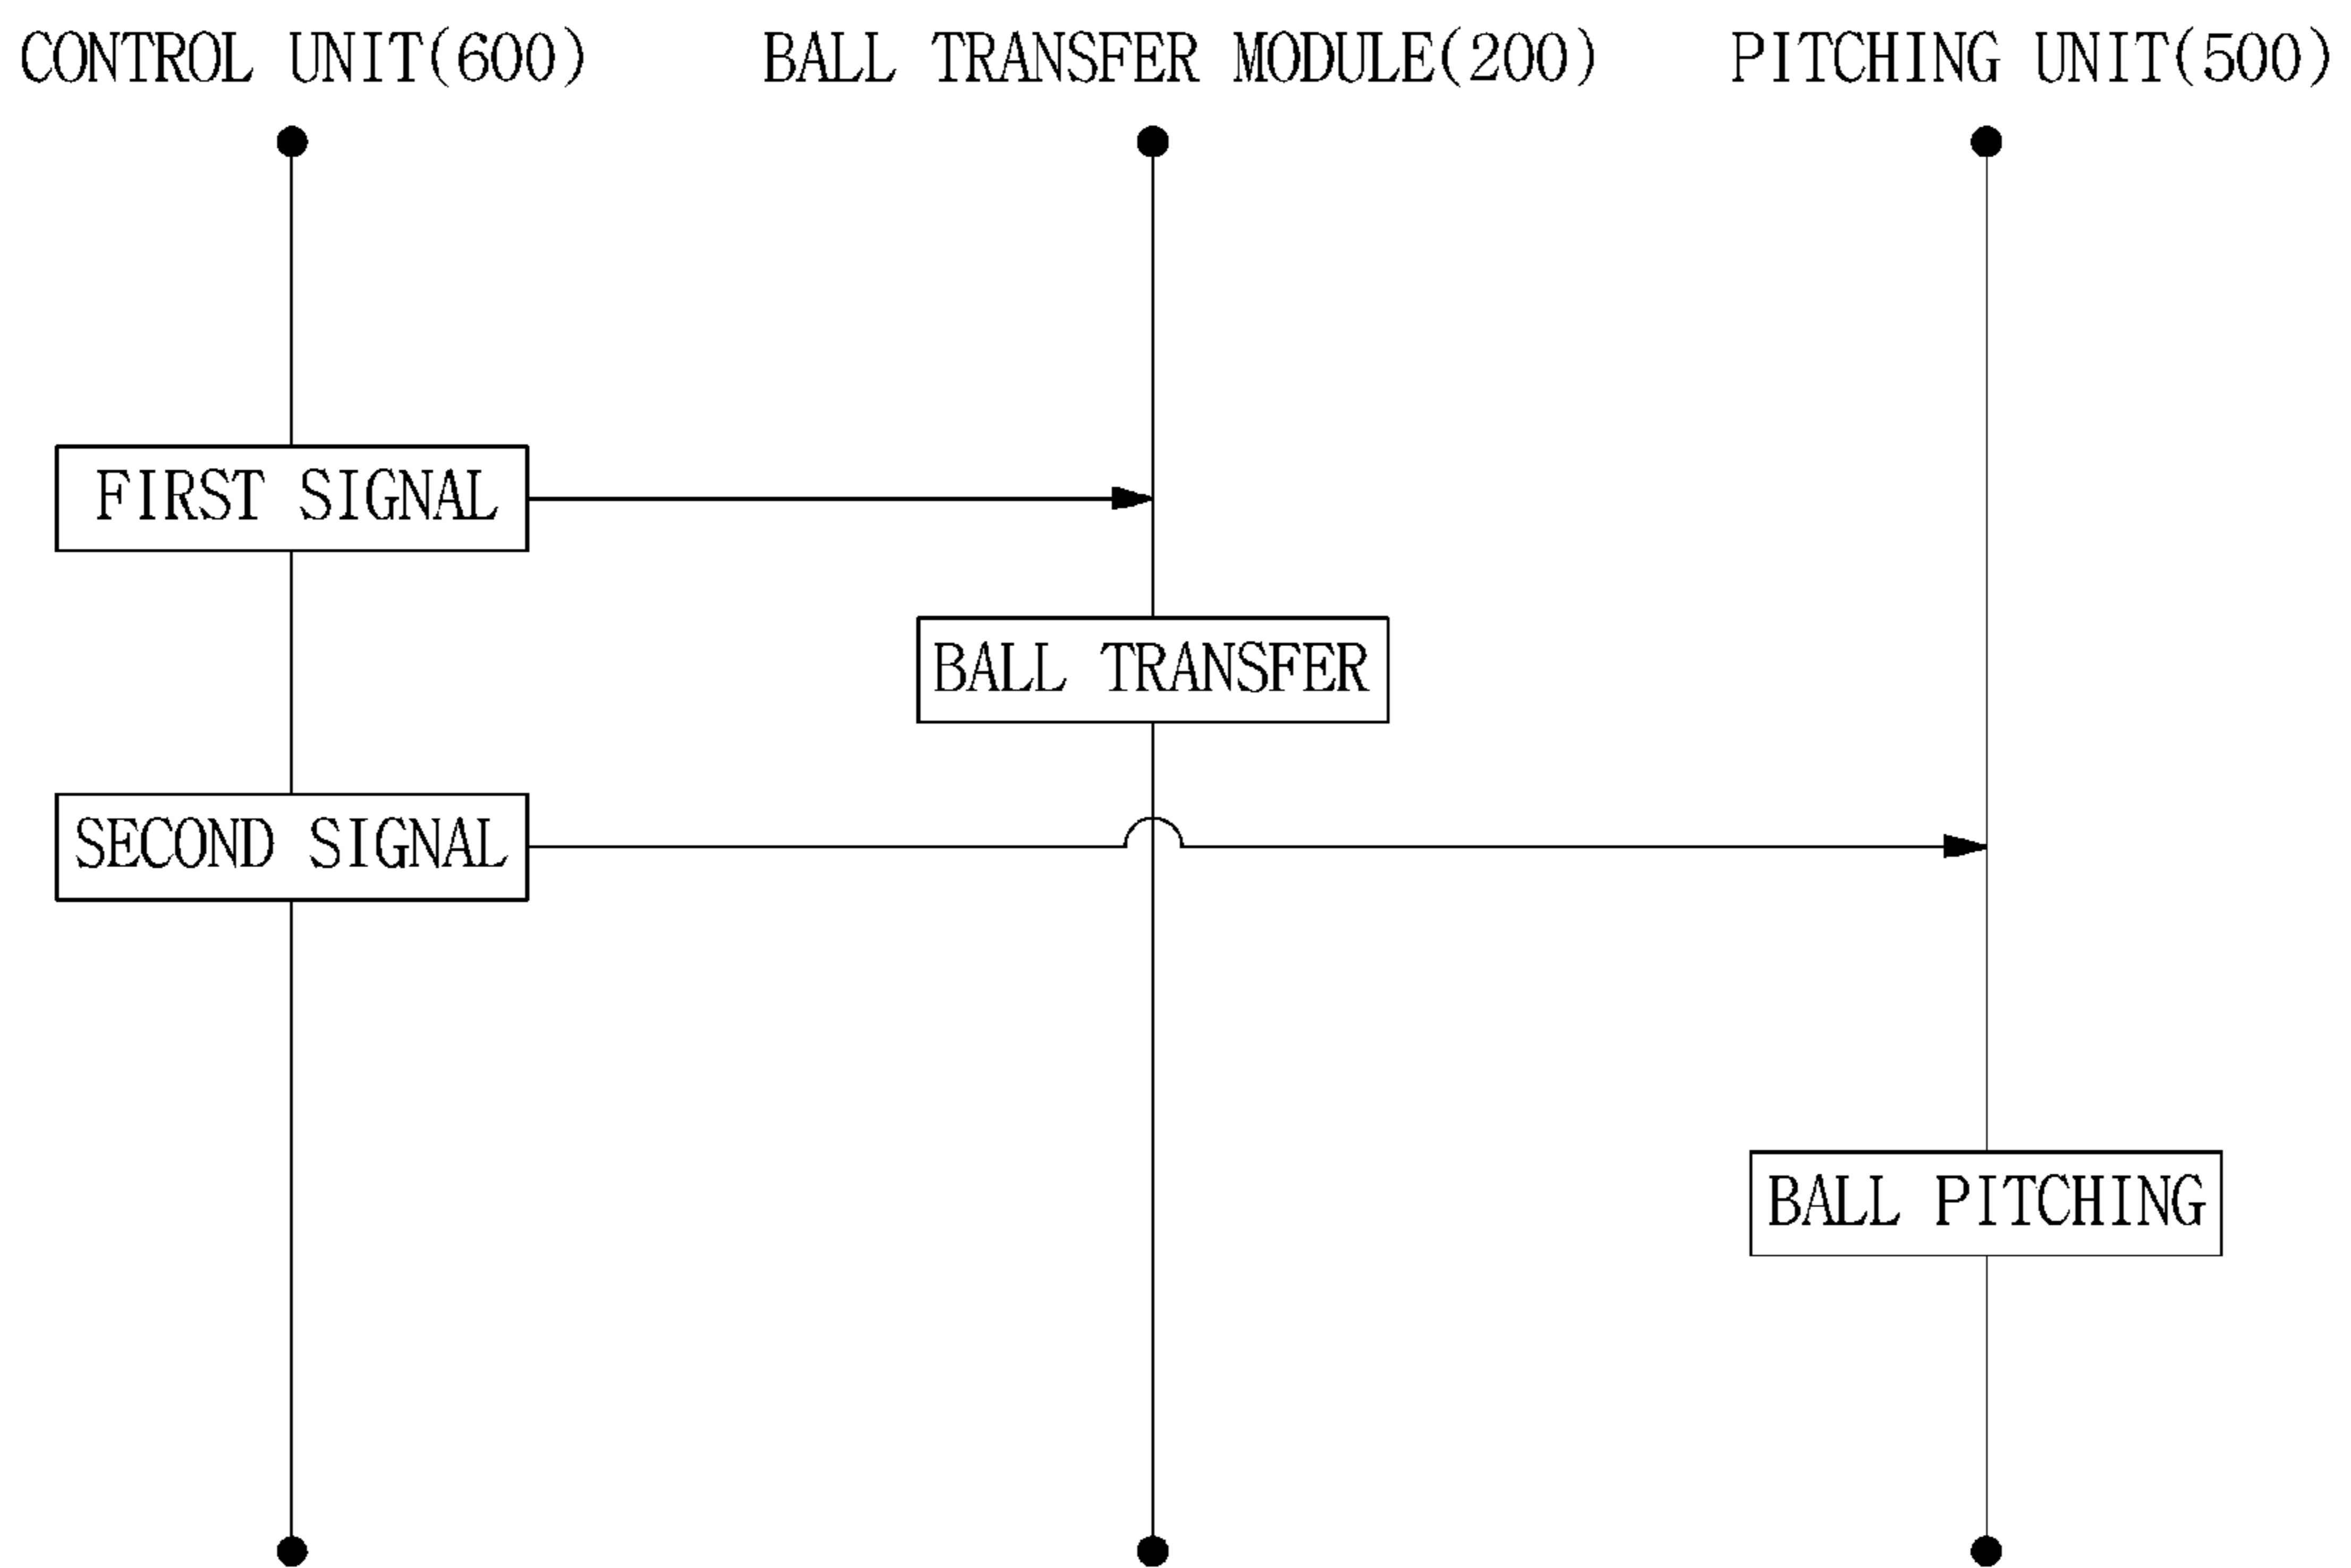 CONTROL UNIT(600)
BALL TRANSFER MODULE(200)
PITCHING UNIT(500)
FIRST SIGNAL
BALL TRANSFER
SECOND SIGNAL
BALL PITCHING